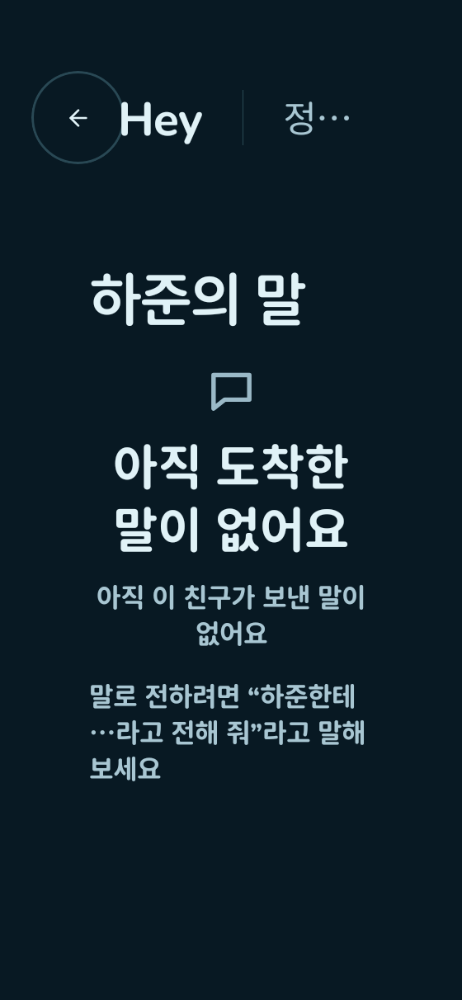 Hey
정…
하준의 말
아직 도착한
말이 없어요
아직 이 친구가 보낸 말이
없어요
말로 전하려면 “하준한테
…라고 전해 줘”라고 말해
보세요